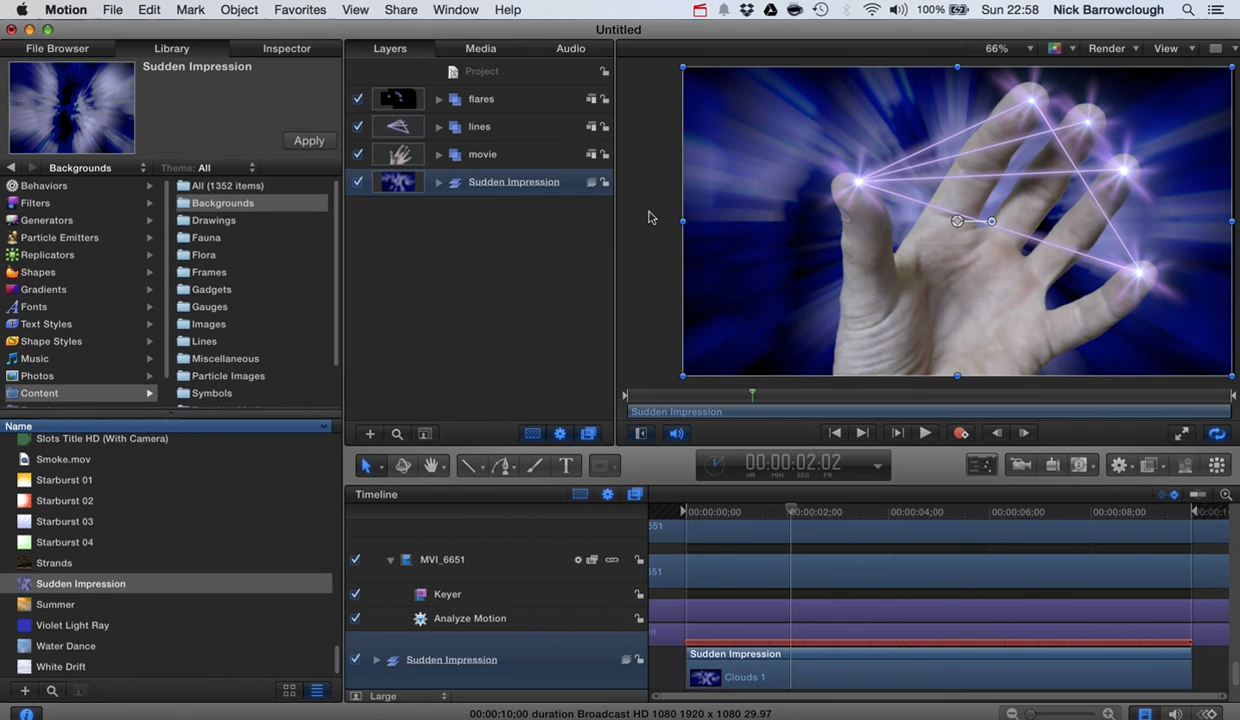 Motion File Edit Mark Object Favorites View Share Window Help 100% Sun 22:58 Nick Barrowclough
Untitled
File Browser Library Inspector
Layers Media Audio
66% Render View
Sudden Impression
Apply
Backgrounds Theme: All
Behaviors
Filters
Generators
Particle Emitters
Replicators
Shapes
Gradients
Fonts
Text Styles
Shape Styles
Music
Photos
Content
All (1352 items)
Backgrounds
Drawings
Fauna
Flora
Frames
Gadgets
Gauges
Images
Lines
Miscellaneous
Particle Images
Symbols
Name
Slots Title HD (With Camera)
Smoke.mov
Starburst 01
Starburst 02
Starburst 03
Starburst 04
Strands
Sudden Impression
Summer
Violet Light Ray
Water Dance
White Drift
Project
flares
lines
movie
Sudden Impression
Sudden Impression
T
00:00:02:02
HR MIN SEC FR
Timeline
00:00:00;00 00:00:02;00 00:00:04;00 00:00:06;00 00:00:08;00
MVI_6651
Keyer
Analyze Motion
Sudden Impression
Large
Sudden Impression
Clouds 1
00:00:10;00 duration Broadcast HD 1080 1920 x 1080 29.97